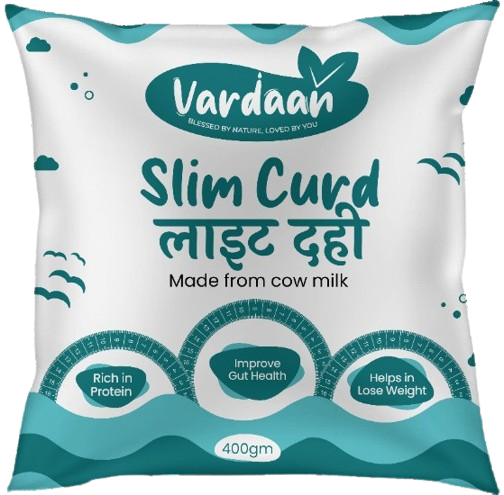 Vardaan
BLESSED BY NATURE, LOVED BY YOU
Slim Curd
लाइट दही
Made from cow milk
Rich in
Protein
Improve
Gut Health
Helps in
Lose Weight
400gm